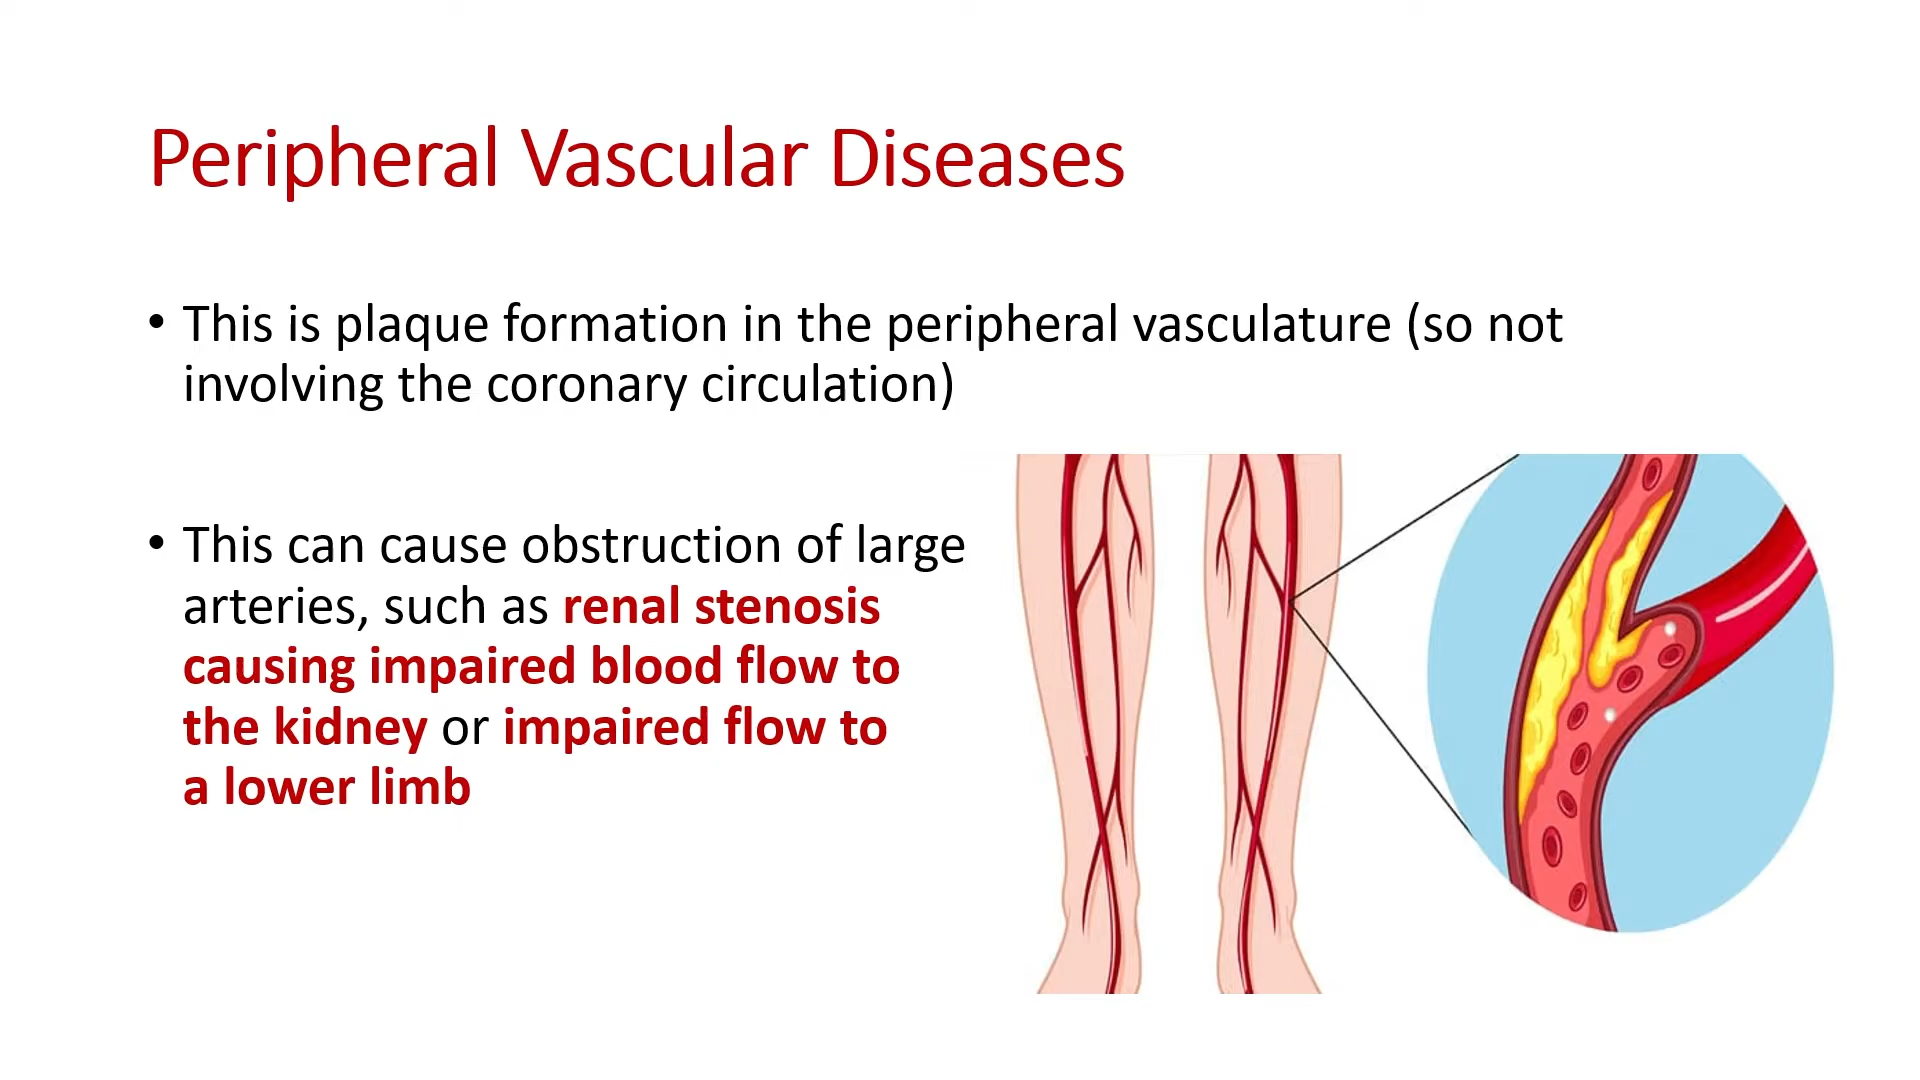 Peripheral Vascular Diseases
• This is plaque formation in the peripheral vasculature (so not
involving the coronary circulation)
• This can cause obstruction of large
arteries, such as renal stenosis
causing impaired blood flow to
the kidney or impaired flow to
a lower limb